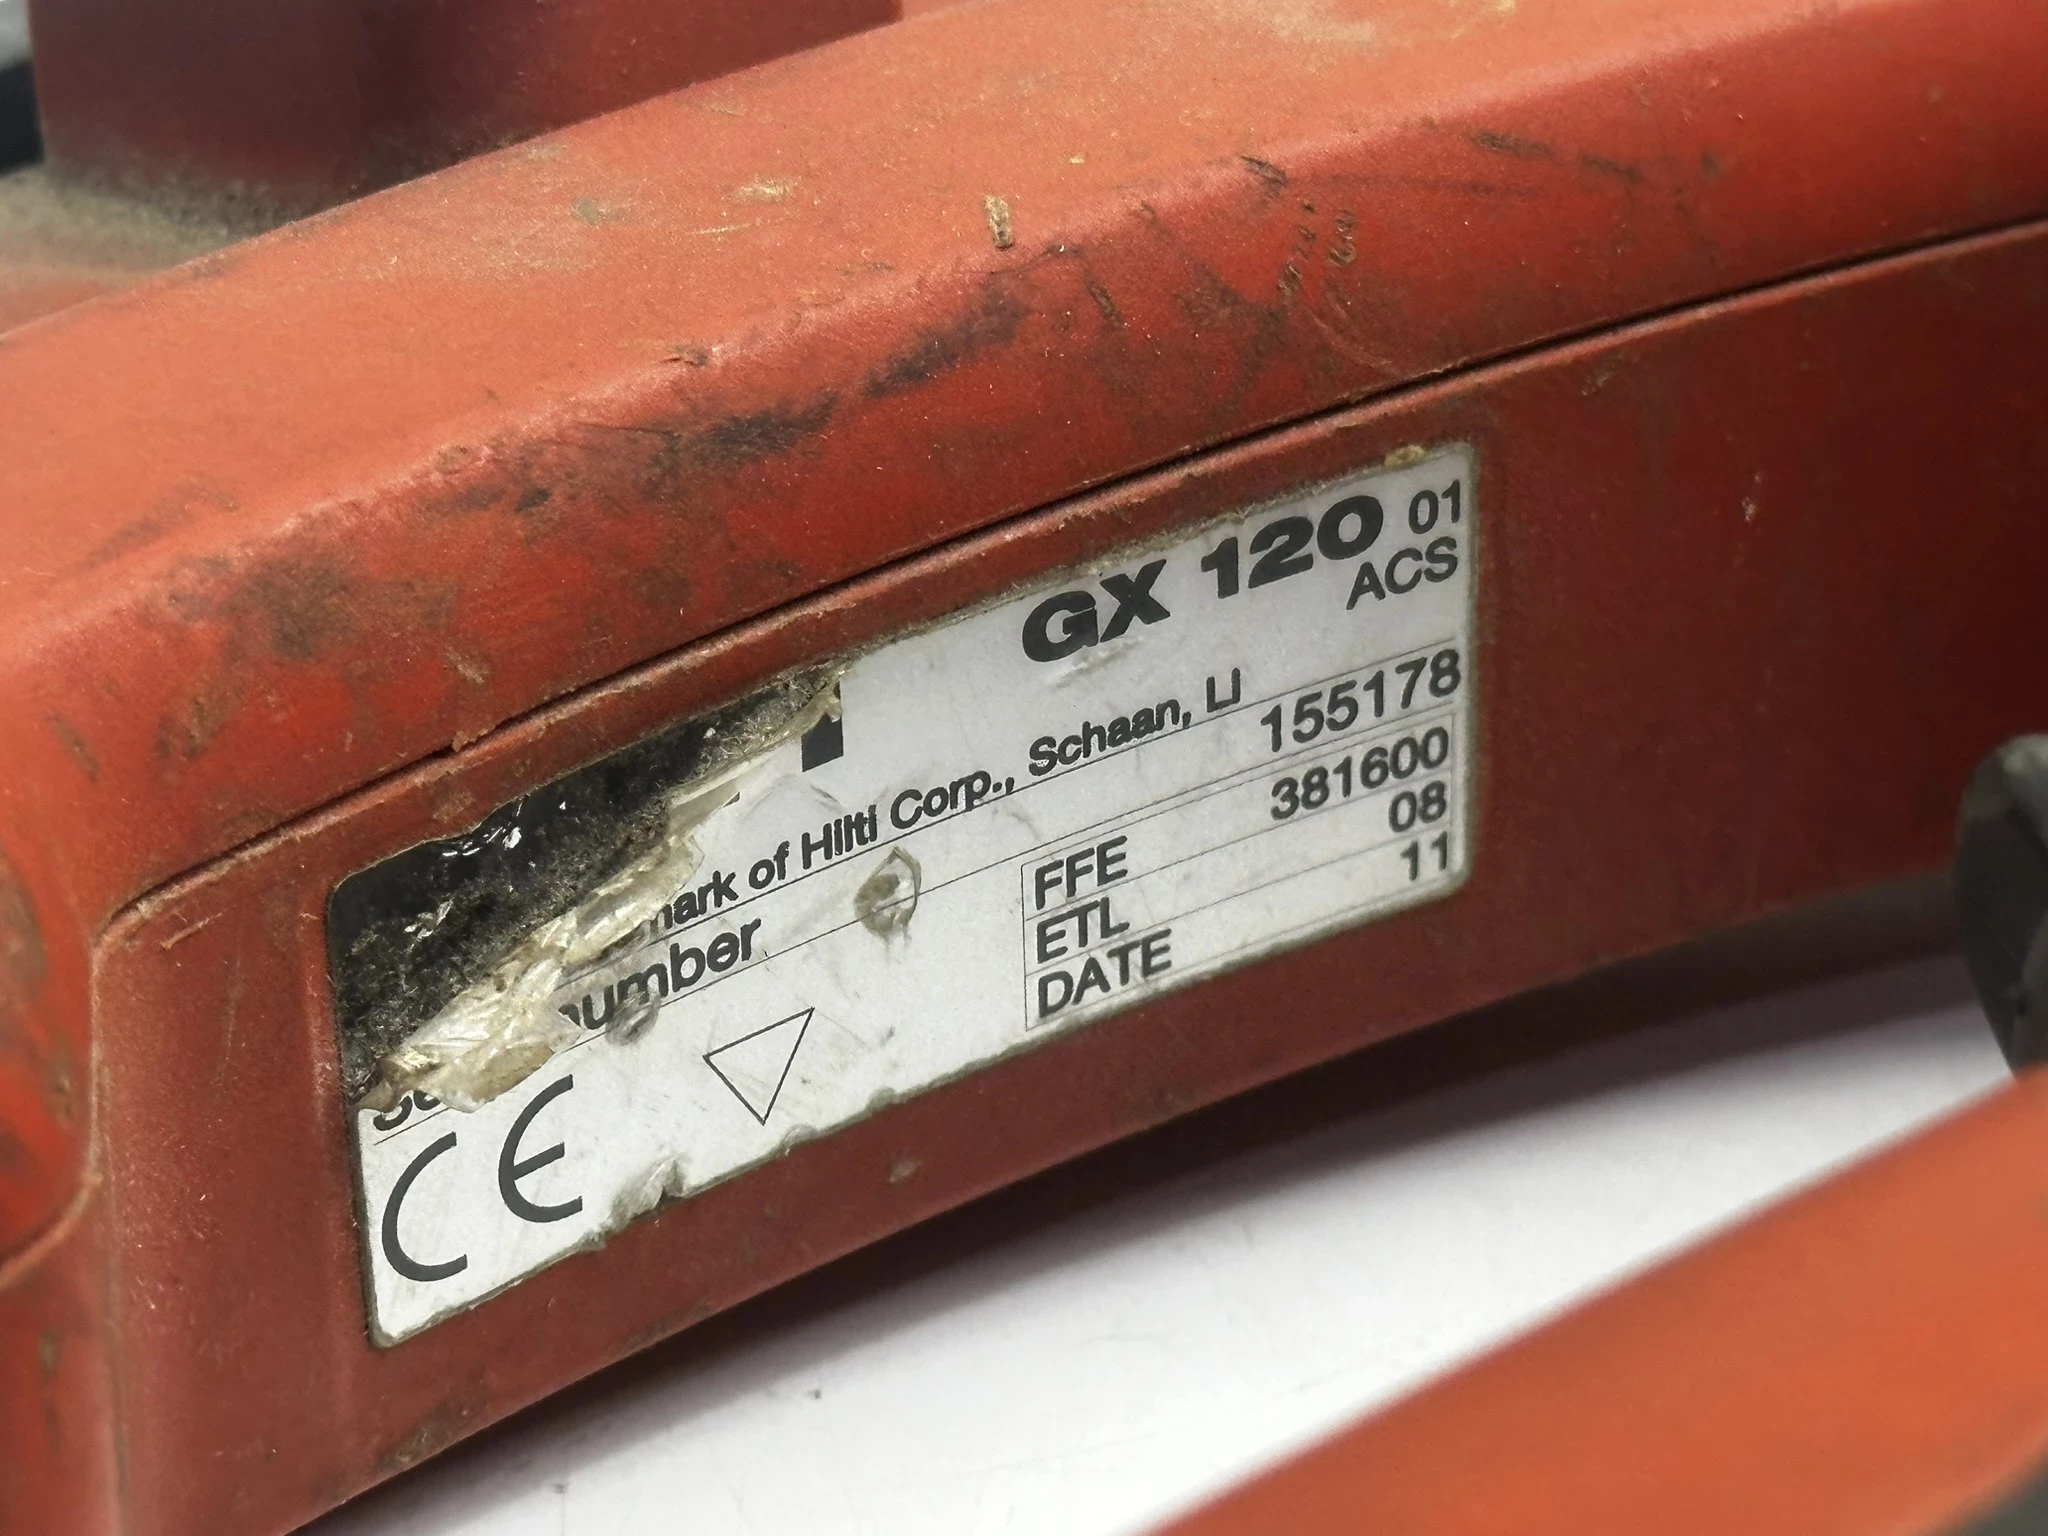 GX 120 01
ACS
mark of Hilti Corp., Schaan, LI
number 155178
FFE 381600
ETL 08
DATE 11
CE